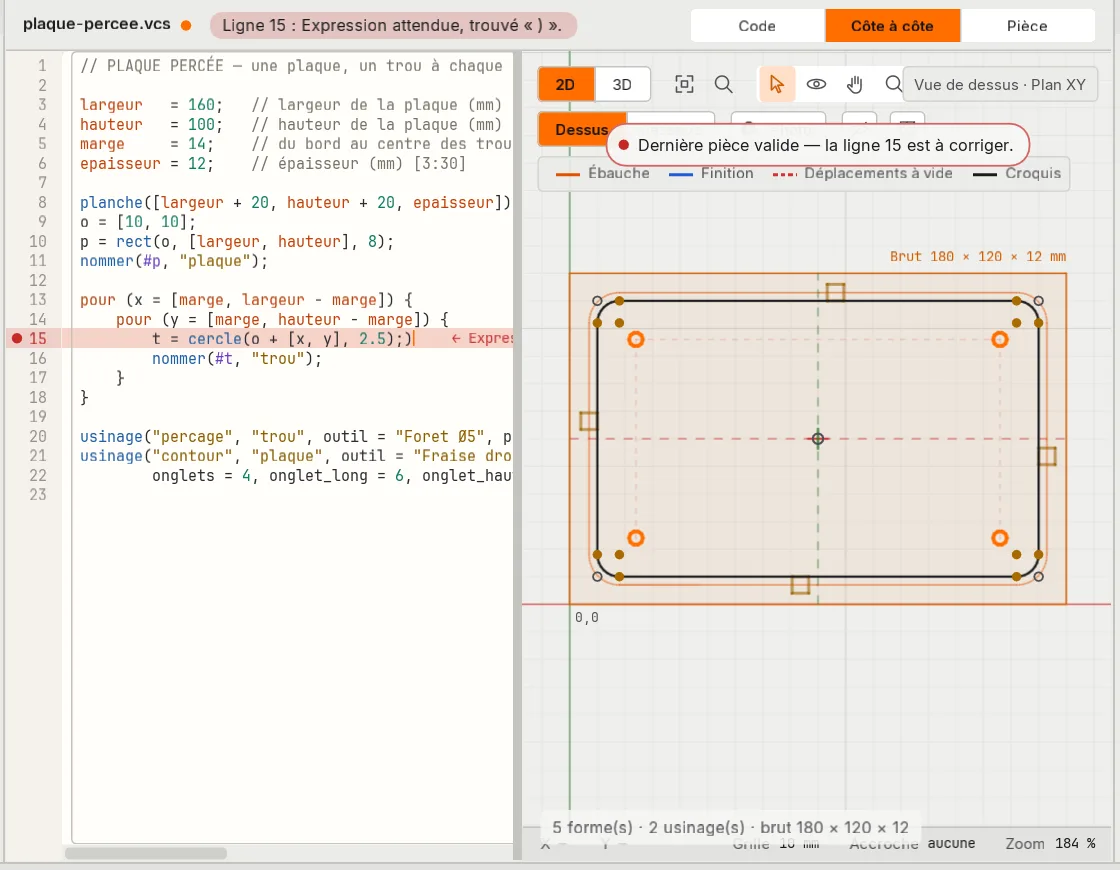 plaque-percee.vcs
Ligne 15 : Expression attendue, trouvé « ) ».
Code
Côte à côte
Pièce
1 // PLAQUE PERCÉE — une plaque, un trou à chaque
2
3 largeur = 160; // largeur de la plaque (mm)
4 hauteur = 100; // hauteur de la plaque (mm)
5 marge = 14; // du bord au centre des trou
6 epaisseur = 12; // épaisseur (mm) [3:30]
7
8 planche([largeur + 20, hauteur + 20, epaisseur])
9 o = [10, 10];
10 p = rect(o, [largeur, hauteur], 8);
11 nommer(#p, "plaque");
12
13 pour (x = [marge, largeur - marge]) {
14 pour (y = [marge, hauteur - marge]) {
15 t = cercle(o + [x, y], 2.5);) ← Expres
16 nommer(#t, "trou");
17 }
18 }
19
20 usinage("percage", "trou", outil = "Foret Ø5", p
21 usinage("contour", "plaque", outil = "Fraise dro
22 onglets = 4, onglet_long = 6, onglet_hau
23
2D
3D
Vue de dessus · Plan XY
Dessus
Dernière pièce valide — la ligne 15 est à corriger.
Ébauche
Finition
Déplacements à vide
Croquis
Brut 180 × 120 × 12 mm
0,0
5 forme(s) · 2 usinage(s) · brut 180 × 120 × 12
X – Y – Grille 10 mm Accroche aucune Zoom 184 %